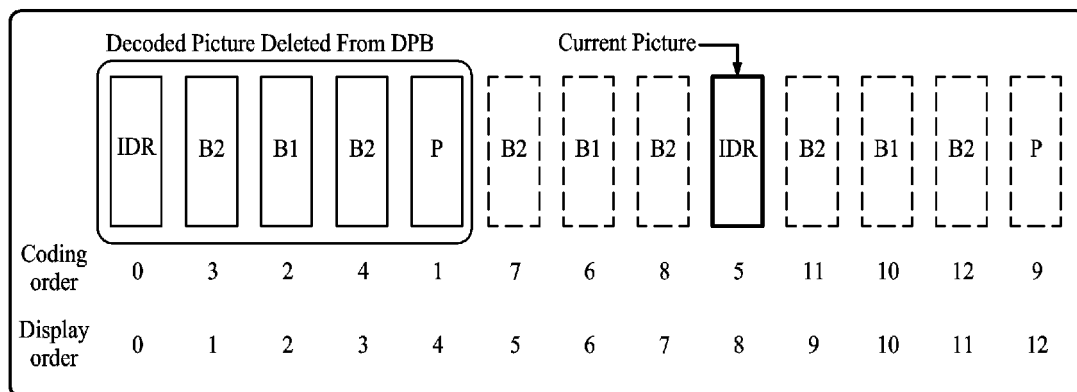 Decoded Picture Deleted From DPB Current Picture
IDR B2 B1 B2 P B2 B1 B2 IDR B2 B1 B2 P
Coding
order 0 3 2 4 1 7 6 8 5 11 10 12 9
Display
order 0 1 2 3 4 5 6 7 8 9 10 11 12